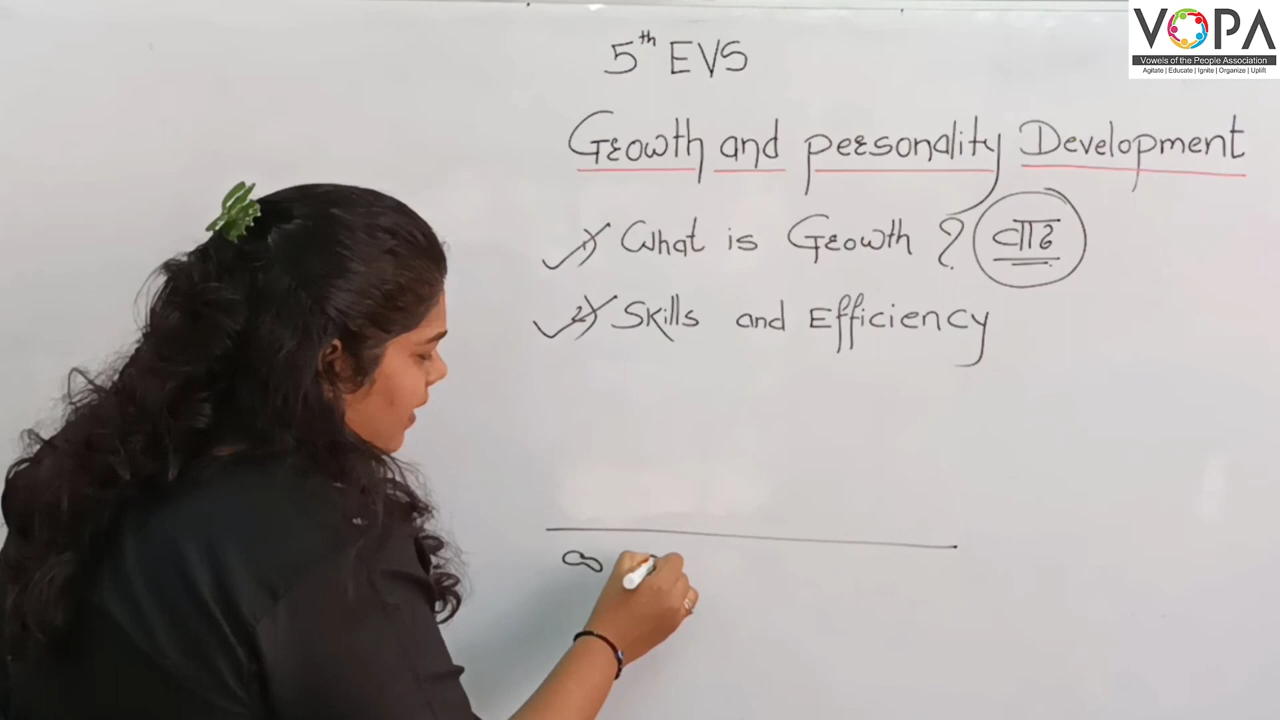 VOPA
Vowels of the People Association
Agitate | Educate | Ignite | Organize | Uplift
5th EVS
Growth and personality Development
1) What is Growth ? वाढ
2) Skills and Efficiency